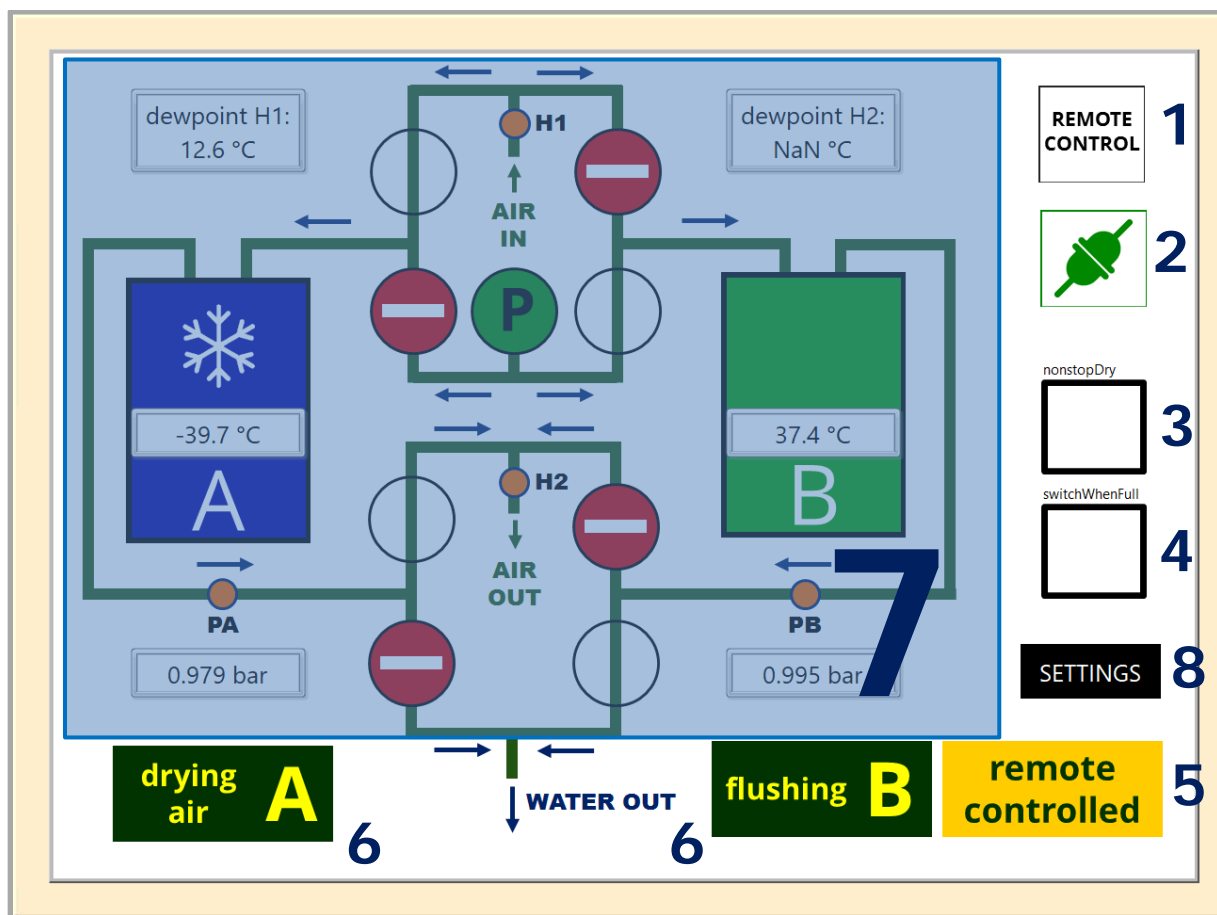 dewpoint H1:
12.6 °C
H1
dewpoint H2:
NaN °C
REMOTE
CONTROL
1
AIR
IN
2
P
nonstopDry
3
-39.7 °C
A
37.4 °C
B
H2
switchWhenFull
4
AIR
OUT
7
PA
PB
0.979 bar
0.995 bar
SETTINGS
8
drying
air
A
6
WATER OUT
6
flushing
B
remote
controlled
5